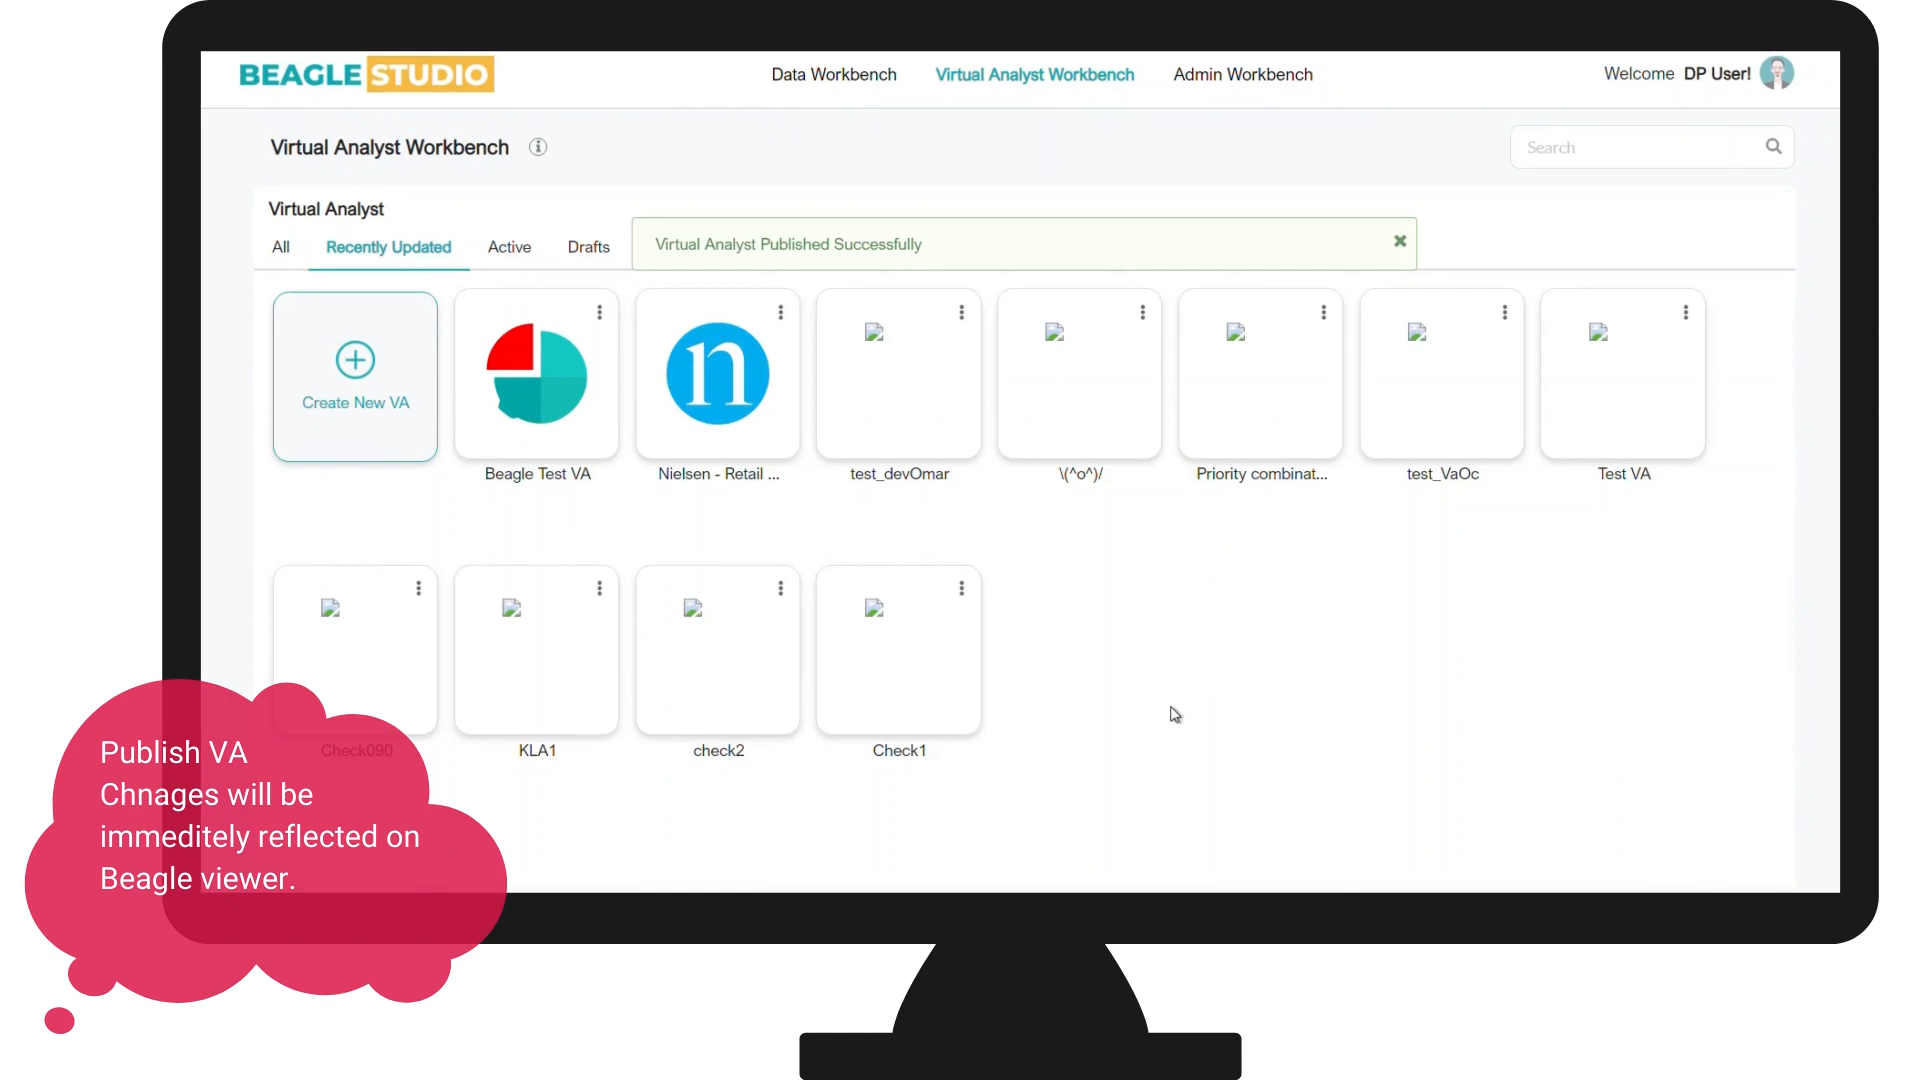 BEAGLE STUDIO
Data Workbench Virtual Analyst Workbench Admin Workbench
Welcome DP User!
Virtual Analyst Workbench
Search
Virtual Analyst
All Recently Updated Active Drafts
Virtual Analyst Published Successfully
Create New VA
n
Beagle Test VA Nielsen - Retail ... test_devOmar \(^o^)/ Priority combinat... test_VaOc Test VA
Check090 KLA1 check2 Check1
Publish VA
Chnages will be
immeditely reflected on
Beagle viewer.